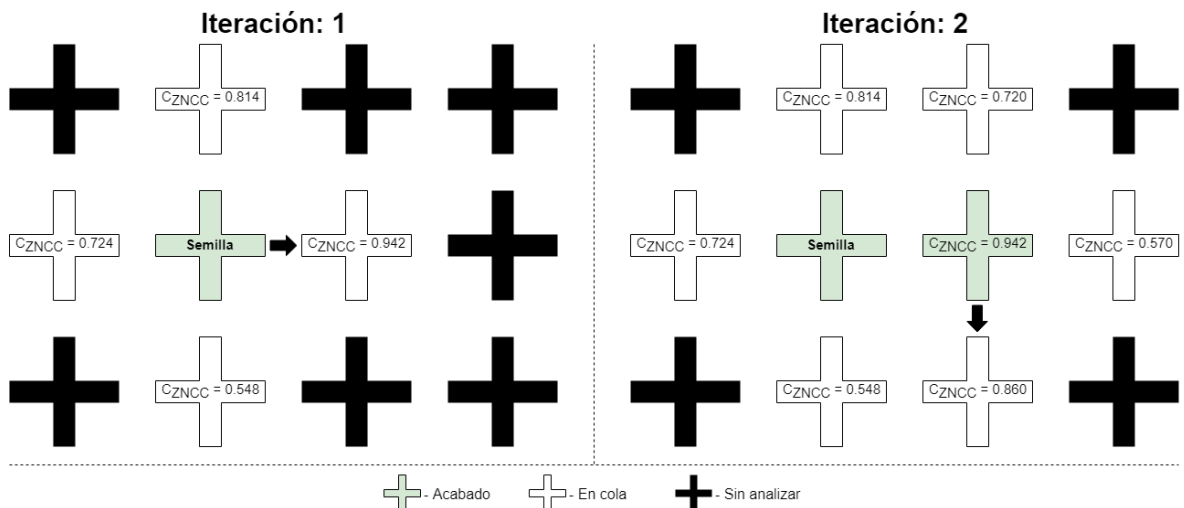 Iteración: 1
Iteración: 2
CZNCC = 0.814
CZNCC = 0.814
CZNCC = 0.720
CZNCC = 0.724
Semilla
CZNCC = 0.942
CZNCC = 0.724
Semilla
CZNCC = 0.942
CZNCC = 0.570
CZNCC = 0.548
CZNCC = 0.548
CZNCC = 0.860
- Acabado
- En cola
- Sin analizar